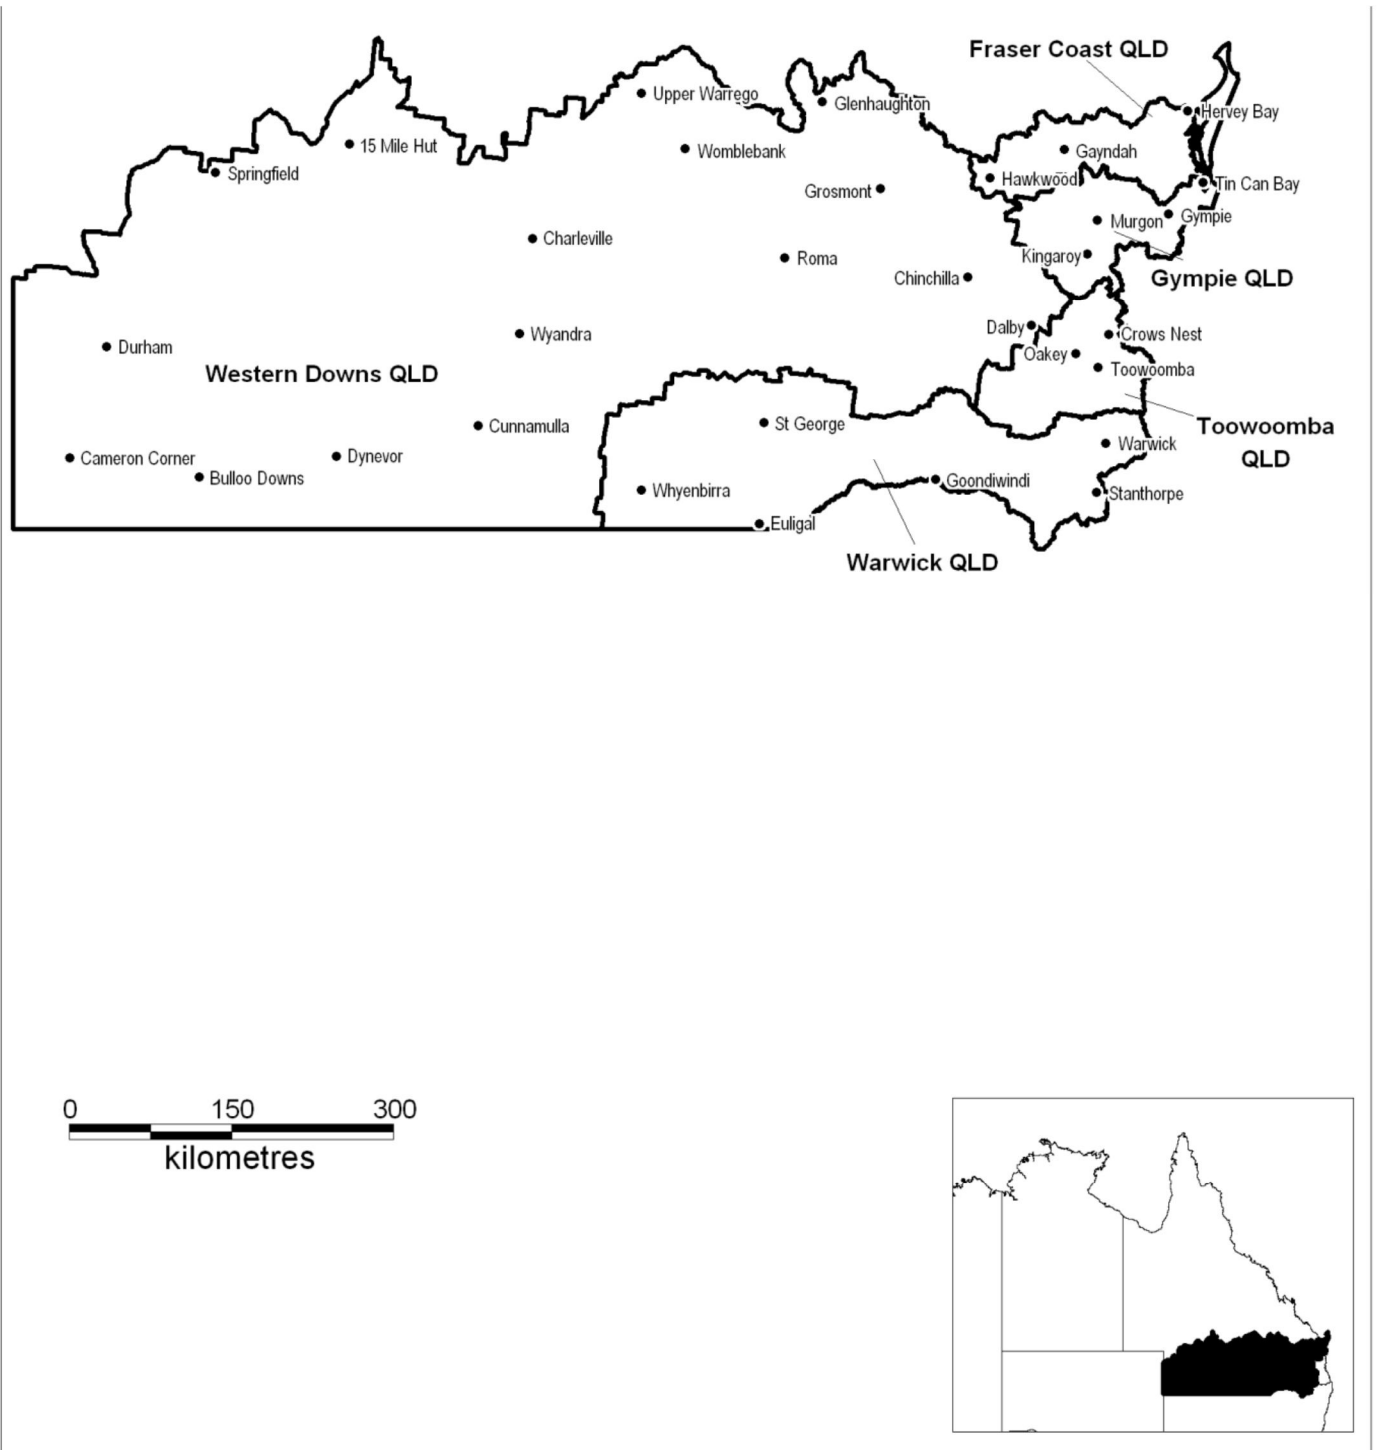 Fraser Coast QLD
Upper Warrego
Glenhaughton
Hervey Bay
15 Mile Hut
Womblebank
Gayndah
Springfield
Hawkwood
Tin Can Bay
Grosmont
Murgon
Gympie
Charleville
Roma
Kingaroy
Chinchilla
Gympie QLD
Dalby
Wyandra
Crows Nest
Durham
Oakey
Western Downs QLD
Toowoomba
Cunnamulla
St George
Toowoomba
QLD
Warwick
Cameron Corner
Dynevor
Bulloo Downs
Goondiwindi
Whyenbirra
Stanthorpe
Euligal
Warwick QLD
0 150 300
kilometres